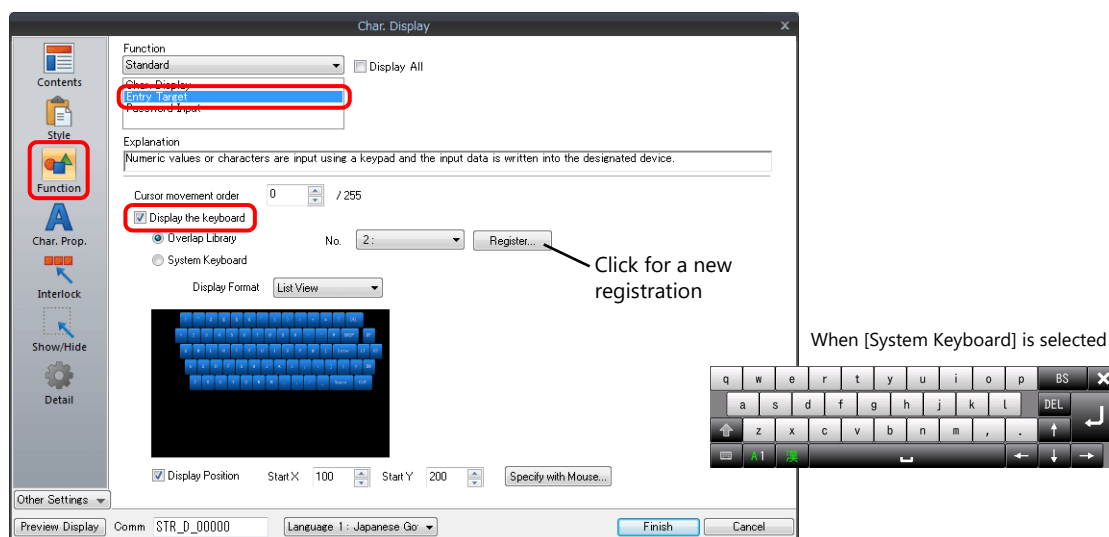 Char. Display
x
Function
Standard
Display All
Contents
Char. Display
Entry Target
Password Input
Style
Explanation
Numeric values or characters are input using a keypad and the input data is written into the designated device.
Function
Cursor movement order 0 / 255
Display the keyboard
Char. Prop.
Overlap Library No. 2 : Register...
System Keyboard
Click for a new
registration
Interlock
Display Format List View
Show/Hide
When [System Keyboard] is selected
q w e r t y u i o p BS
a s d f g h j k l DEL
z x c v b n m , .
A1 漢
Detail
Display Position Start X 100 Start Y 200 Specify with Mouse...
Other Settings
Preview Display Comm STR_D_00000 Language 1 : Japanese Go Finish Cancel